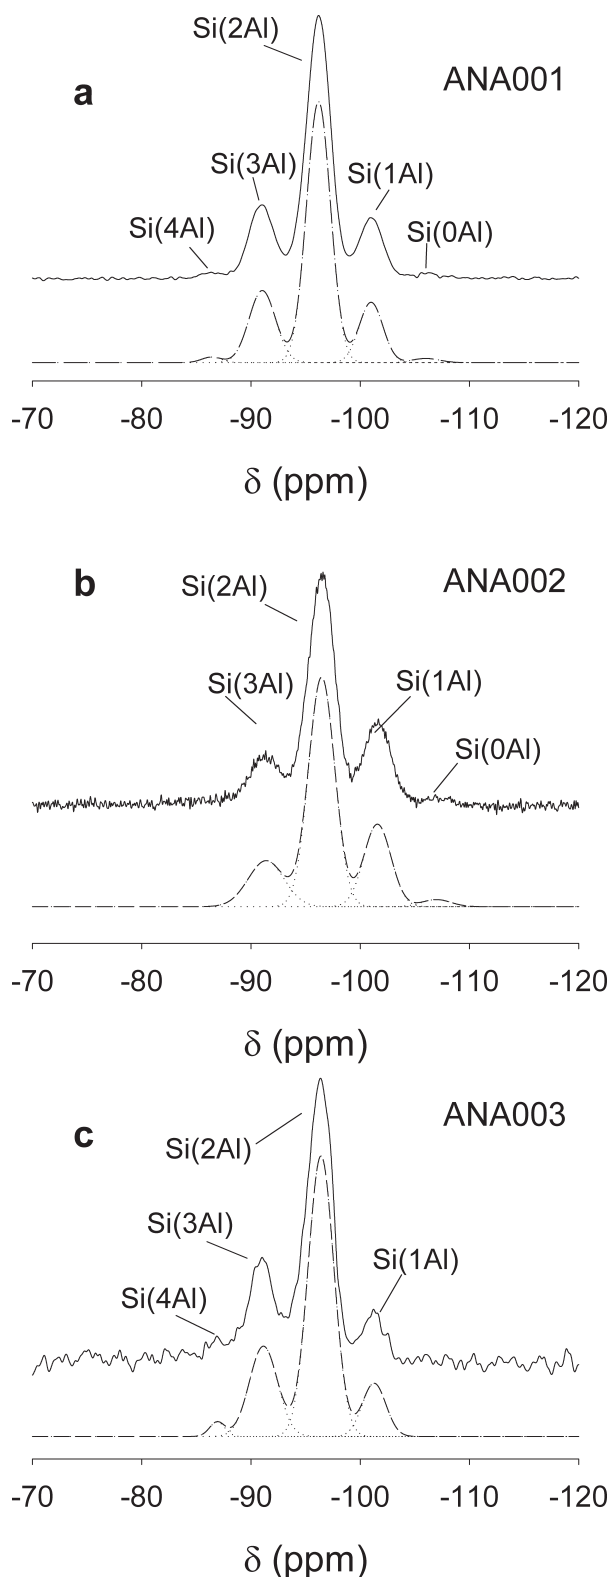 Si(2Al)
a
ANA001
Si(3Al)
Si(1Al)
Si(4Al)
Si(0Al)
-70 -80 -90 -100 -110 -120
δ (ppm)
b
Si(2Al)
ANA002
Si(3Al)
Si(1Al)
Si(0Al)
-70 -80 -90 -100 -110 -120
δ (ppm)
c
ANA003
Si(2Al)
Si(3Al)
Si(1Al)
Si(4Al)
-70 -80 -90 -100 -110 -120
δ (ppm)